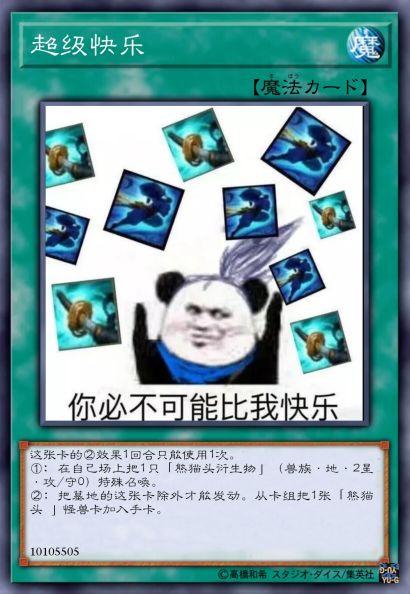 超级快乐
魔
【魔法カード】
ま ほう
你必不可能比我快乐
这张卡的②效果1回合只能使用1次。
①: 在自己场上把1只「熊猫头衍生物」(兽族·地·2星
·攻/守0) 特殊召唤。
②: 把墓地的这张卡除外才能发动。从卡组把1张「熊猫
头 」怪兽卡加入手卡。
10105505
©高橋和希 スタジオ・ダイス/集英社
YU-G